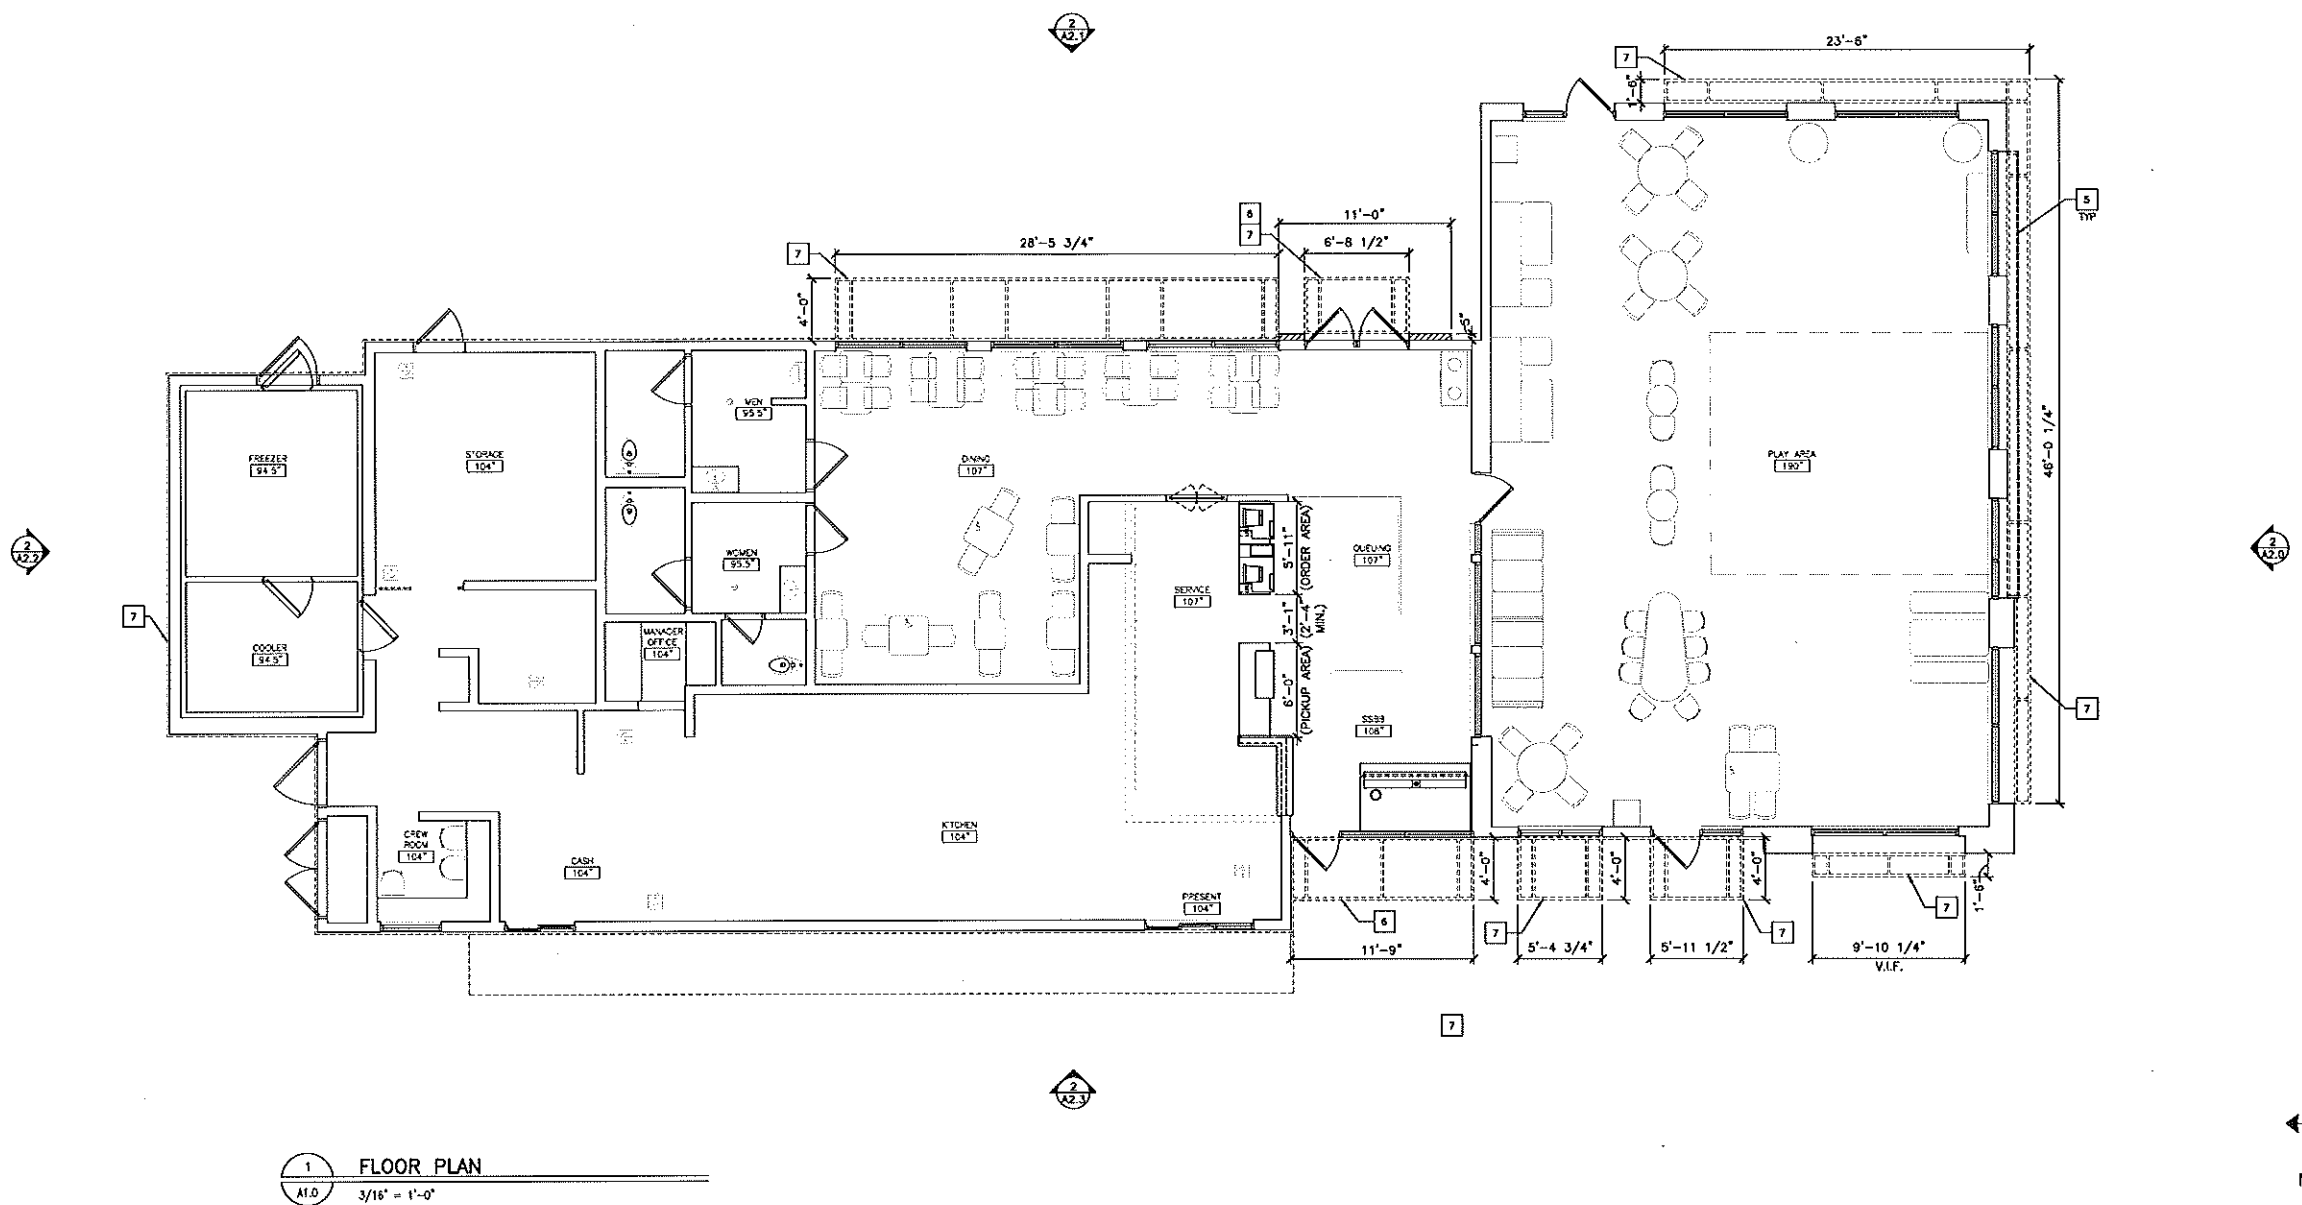 2
A2.1
23'-6"
7
1'-6"
5
TYP
11'-0"
6
7
28'-5 3/4"
6'-8 1/2"
7
4'-0"
5"
46'-0 1/4"
MEN
95.5"
FREEZER
94.5"
STORAGE
104"
DINING
107"
PLAY AREA
190"
2
A2.2
2
A2.0
WOMEN
95.5"
QUEUING
107"
5'-11"
(ORDER AREA)
SERVICE
107"
7
3'-1"
(2'-4"
MIN.)
MANAGER
OFFICE
104"
COOLER
94.5"
6'-0"
(PICKUP AREA)
7
SSBB
108"
CREW
ROOM
104"
KITCHEN
104"
CASH
104"
PRESENT
104"
4'-0"
4'-0"
4'-0"
1'-6"
6
7
7
7
11'-9"
5'-4 3/4"
5'-11 1/2"
9'-10 1/4"
V.I.F.
7
2
A2.3
1
A1.0
FLOOR PLAN
3/16" = 1'-0"